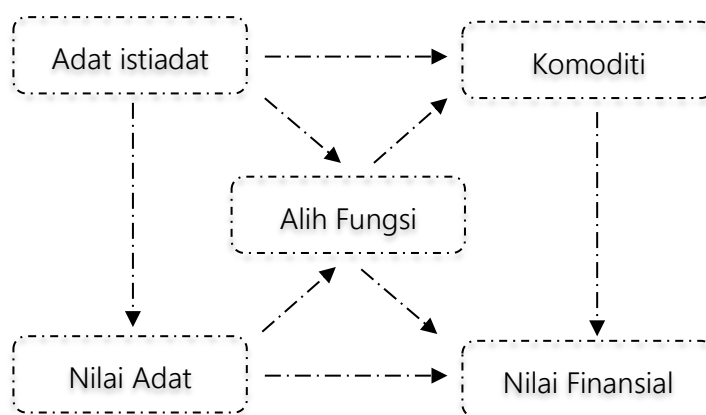 Adat istiadat
Komoditi
Alih Fungsi
Nilai Adat
Nilai Finansial